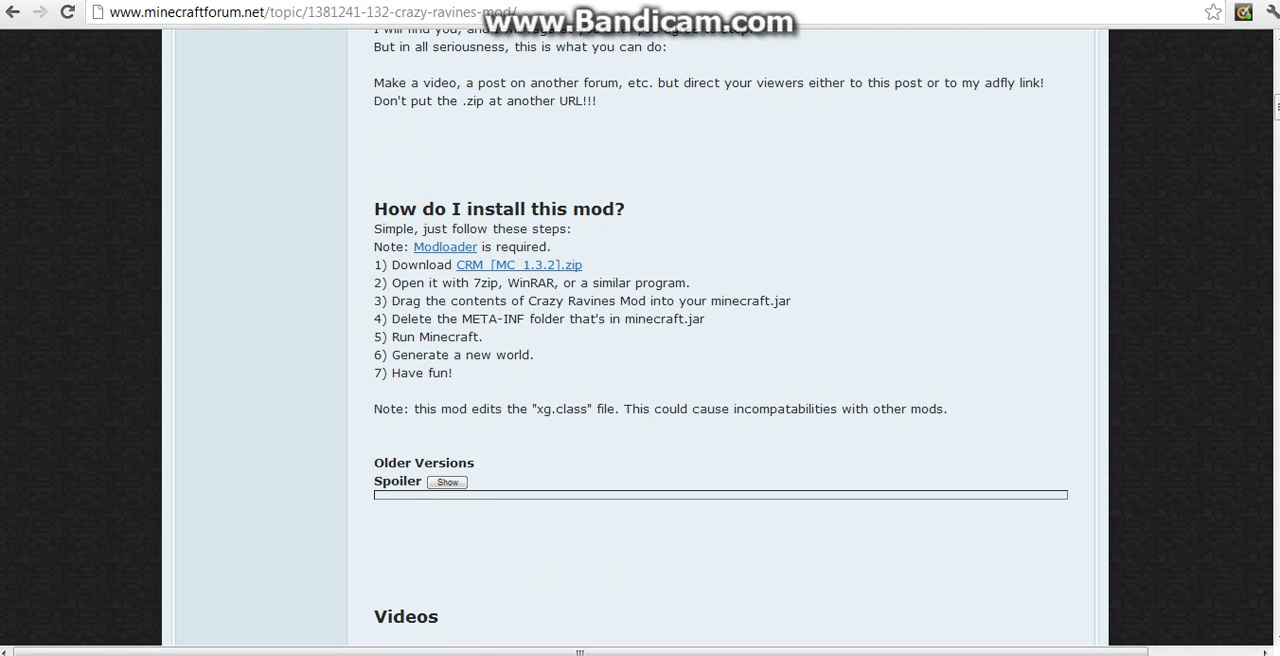 www.minecraftforum.net/topic/1381241-132-crazy-ravines-mod/
www.Bandicam.com
I will find you, and
But in all seriousness, this is what you can do:
Make a video, a post on another forum, etc. but direct your viewers either to this post or to my adfly link!
Don't put the .zip at another URL!!!
How do I install this mod?
Simple, just follow these steps:
Note: Modloader is required.
1) Download CRM_[MC_1.3.2].zip
2) Open it with 7zip, WinRAR, or a similar program.
3) Drag the contents of Crazy Ravines Mod into your minecraft.jar
4) Delete the META-INF folder that's in minecraft.jar
5) Run Minecraft.
6) Generate a new world.
7) Have fun!
Note: this mod edits the "xg.class" file. This could cause incompatabilities with other mods.
Older Versions
Spoiler Show
Videos